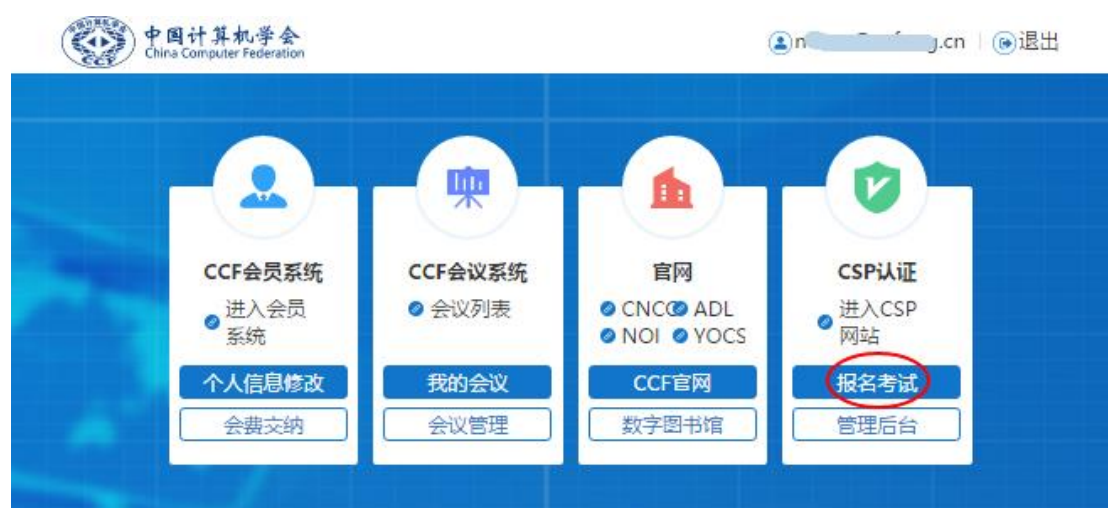 中国计算机学会
China Computer Federation
CCF
.cn 退出
CCF会员系统
进入会员
系统
个人信息修改
会费交纳
CCF会议系统
会议列表
我的会议
会议管理
官网
CNCC ADL
NOI YOCS
CCF官网
数字图书馆
CSP认证
进入CSP
网站
报名考试
管理后台